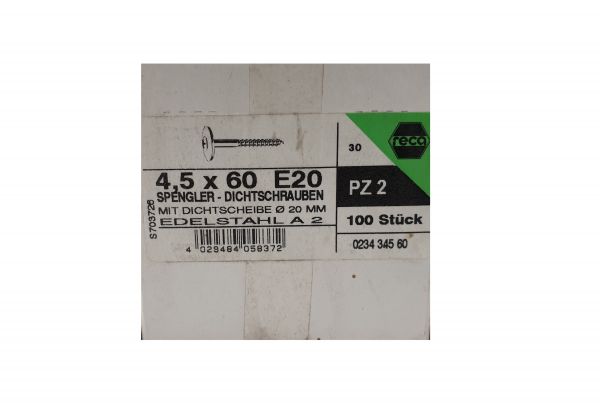 reca
30
4,5 x 60 E20
SPENGLER - DICHTSCHRAUBEN
MIT DICHTSCHEIBE Ø 20 MM
EDELSTAHL A 2
S703726
4 029484 058372
PZ 2
100 Stück
0234 345 60